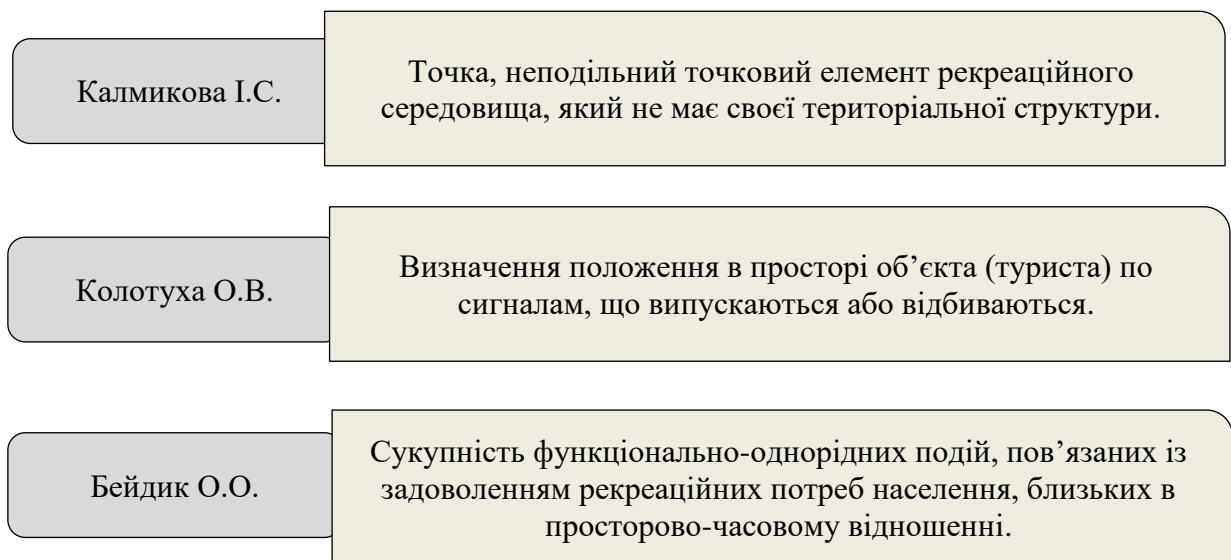 Калмикова І.С.
Точка, неподільний точковий елемент рекреаційного
середовища, який не має своєї територіальної структури.
Колотуха О.В.
Визначення положення в просторі об’єкта (туриста) по
сигналам, що випускаються або відбиваються.
Бейдик О.О.
Сукупність функціонально-однорідних подій, пов’язаних із
задоволенням рекреаційних потреб населення, близьких в
просторово-часовому відношенні.